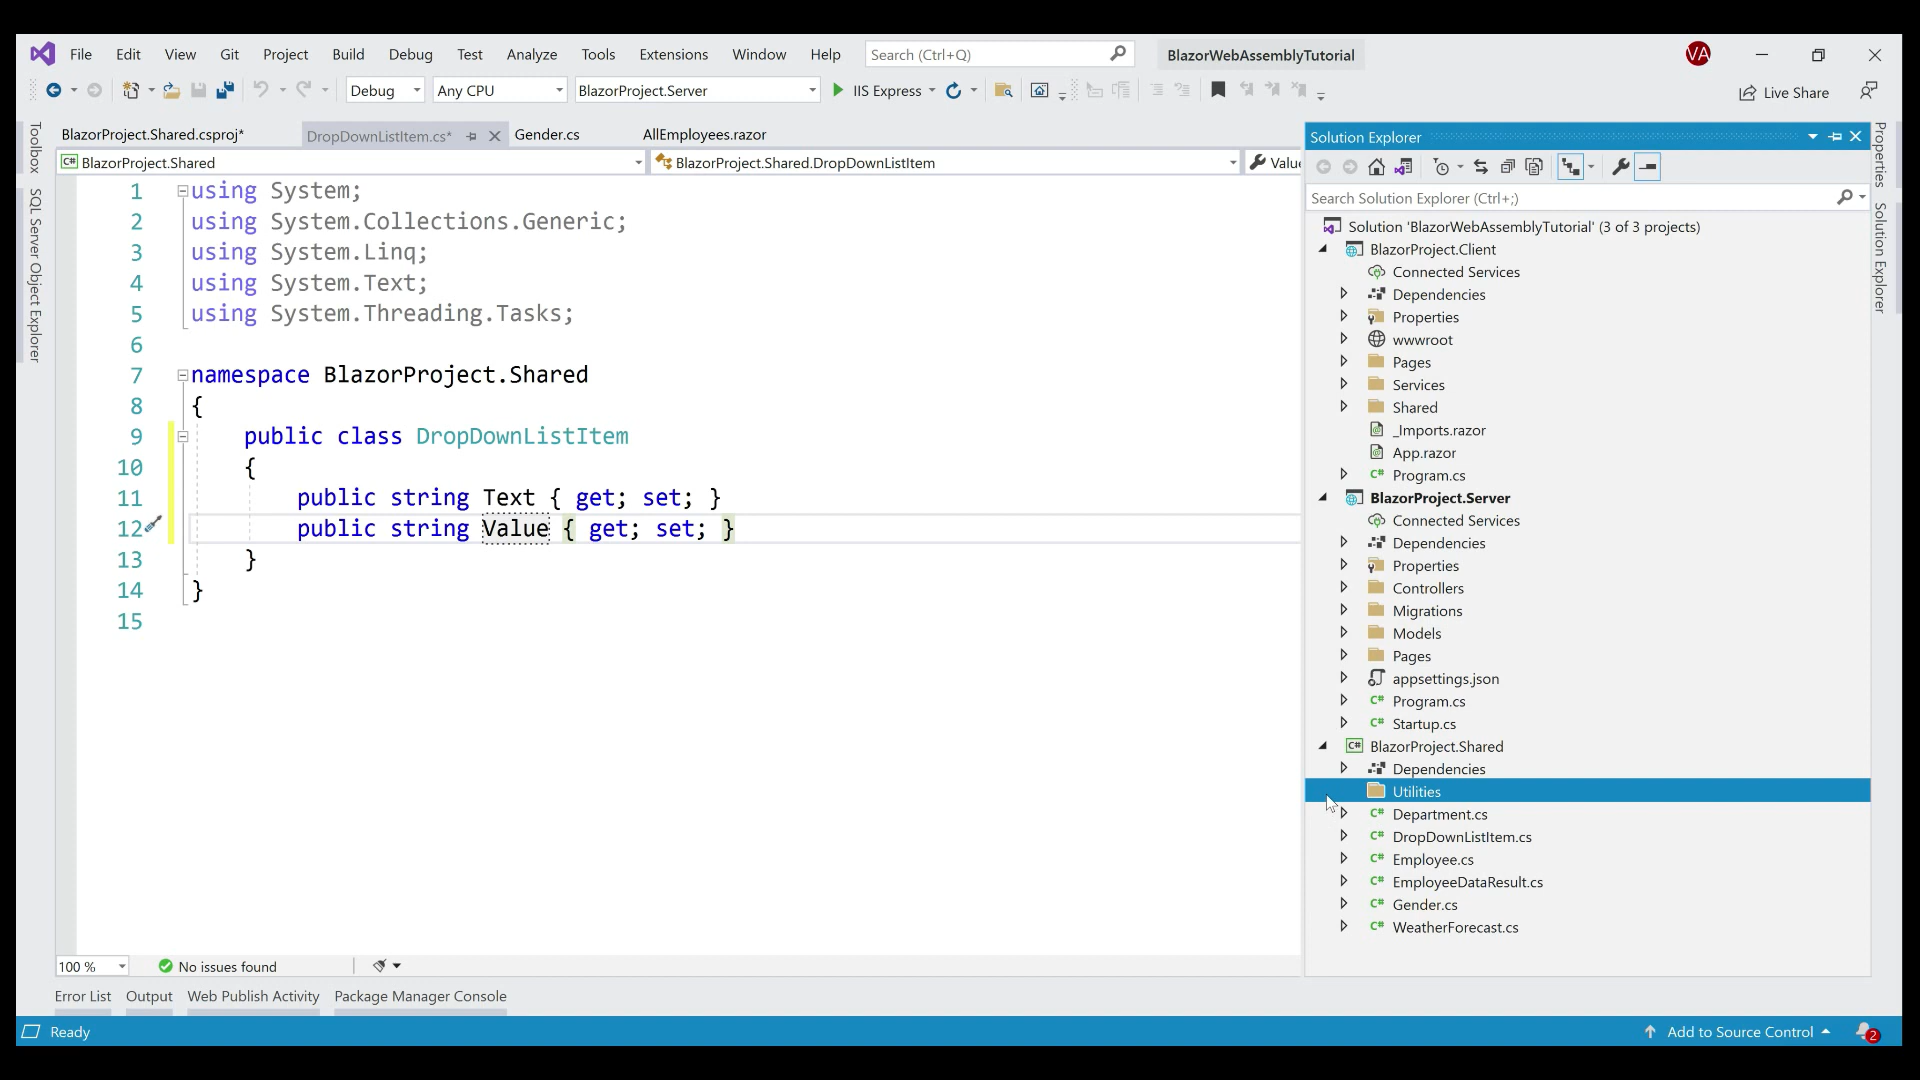 File Edit View Git Project Build Debug Test Analyze Tools Extensions Window Help Search (Ctrl+Q) BlazorWebAssemblyTutorial VA
Debug Any CPU BlazorProject.Server IIS Express Live Share
Toolbox
SQL Server Object Explorer
BlazorProject.Shared.csproj* DropDownListItem.cs* Gender.cs AllEmployees.razor
C# BlazorProject.Shared BlazorProject.Shared.DropDownListItem Value
1 using System;
2 using System.Collections.Generic;
3 using System.Linq;
4 using System.Text;
5 using System.Threading.Tasks;
6
7 namespace BlazorProject.Shared
8 {
9 public class DropDownListItem
10 {
11 public string Text { get; set; }
12 public string Value { get; set; }
13 }
14 }
15
100 % No issues found
Error List Output Web Publish Activity Package Manager Console
Ready Add to Source Control 2
Solution Explorer
Search Solution Explorer (Ctrl+;)
Solution 'BlazorWebAssemblyTutorial' (3 of 3 projects)
BlazorProject.Client
Connected Services
Dependencies
Properties
wwwroot
Pages
Services
Shared
_Imports.razor
App.razor
C# Program.cs
BlazorProject.Server
Connected Services
Dependencies
Properties
Controllers
Migrations
Models
Pages
appsettings.json
C# Program.cs
C# Startup.cs
C# BlazorProject.Shared
Dependencies
Utilities
C# Department.cs
C# DropDownListItem.cs
C# Employee.cs
C# EmployeeDataResult.cs
C# Gender.cs
C# WeatherForecast.cs
Properties
Solution Explorer